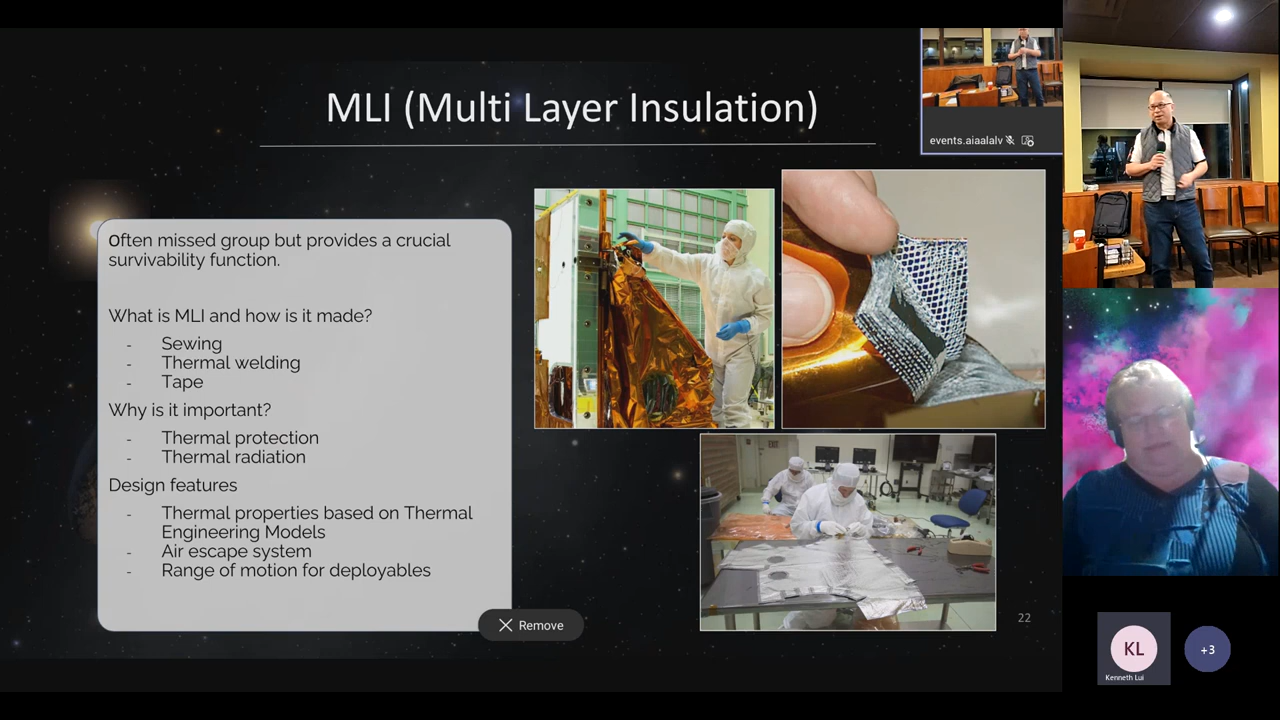 MLI (Multi Layer Insulation)
events.aiaalalv
Often missed group but provides a crucial
survivability function.
What is MLI and how is it made?
- Sewing
- Thermal welding
- Tape
Why is it important?
- Thermal protection
- Thermal radiation
Design features
- Thermal properties based on Thermal
Engineering Models
- Air escape system
- Range of motion for deployables
Remove
22
KL
Kenneth Lui
+3